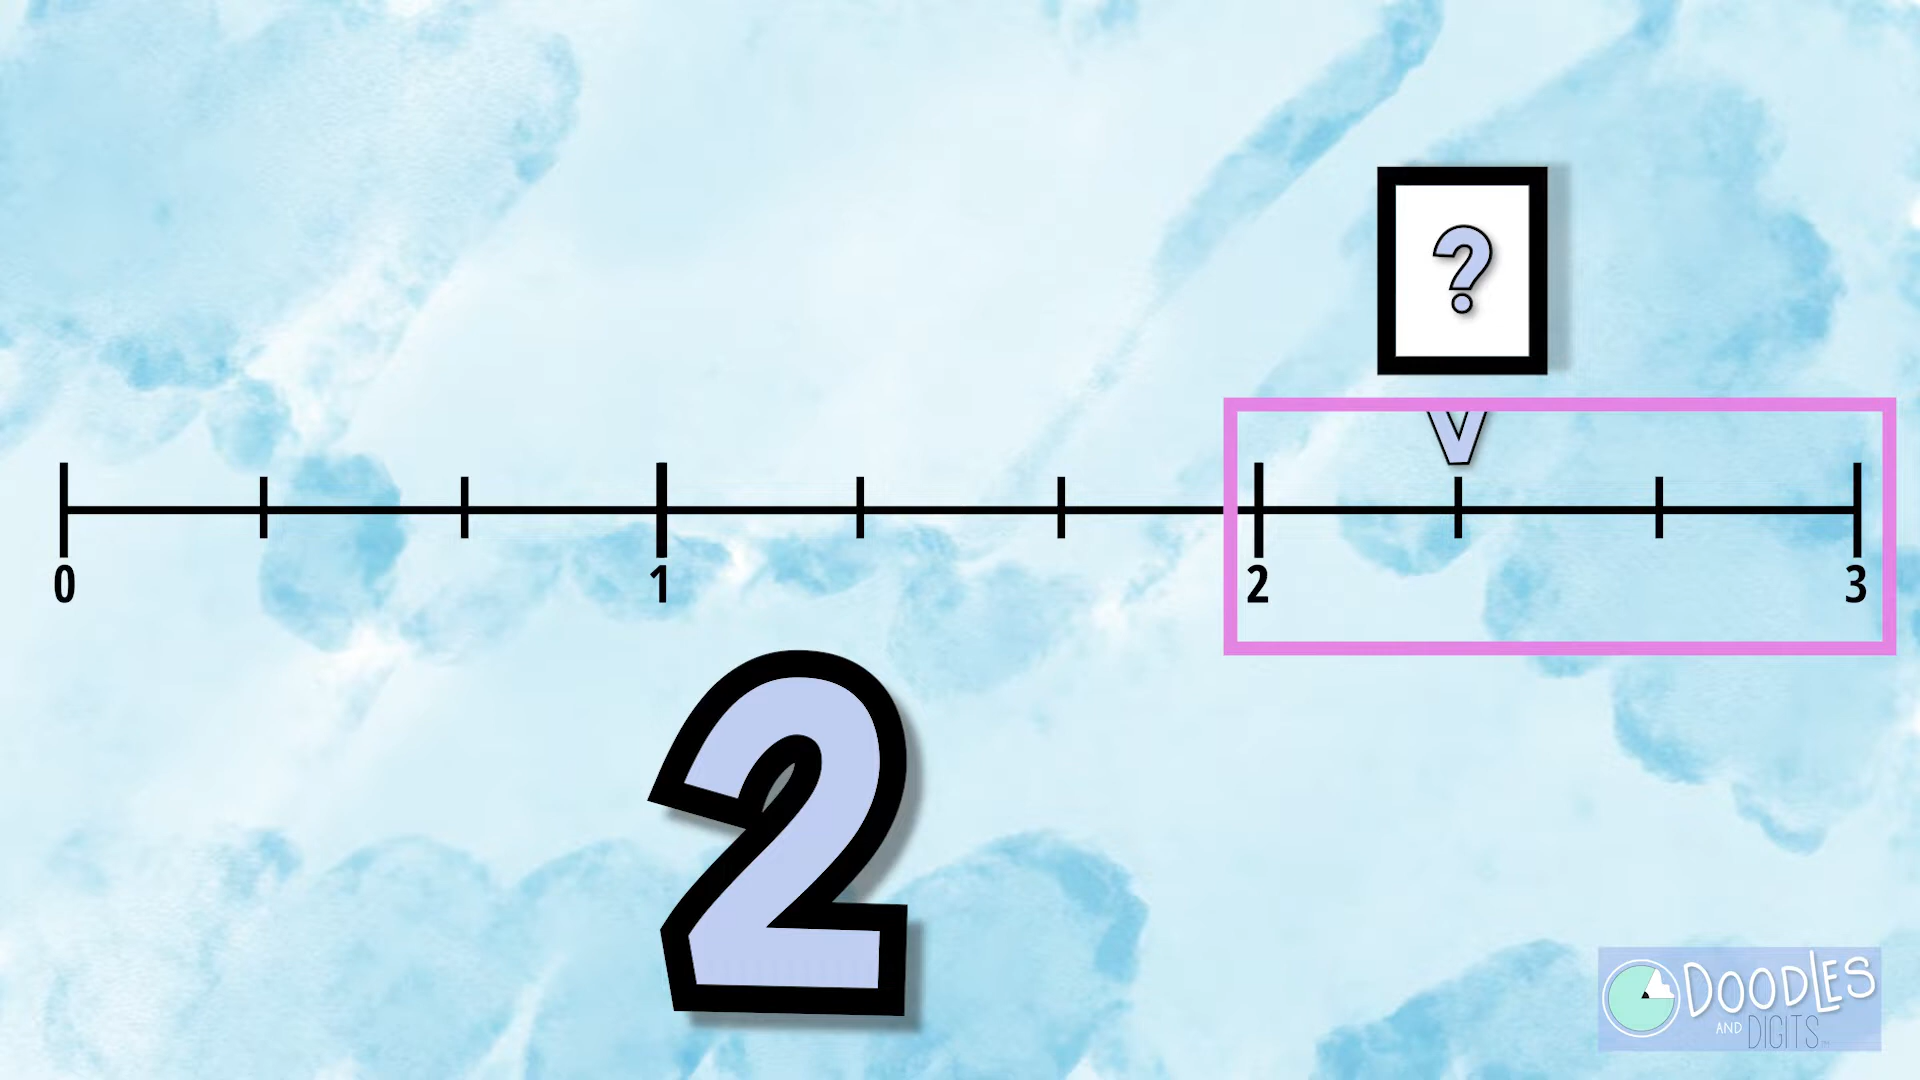 ?
V
0 1 2 3
2
DOODLES
AND DIGITS